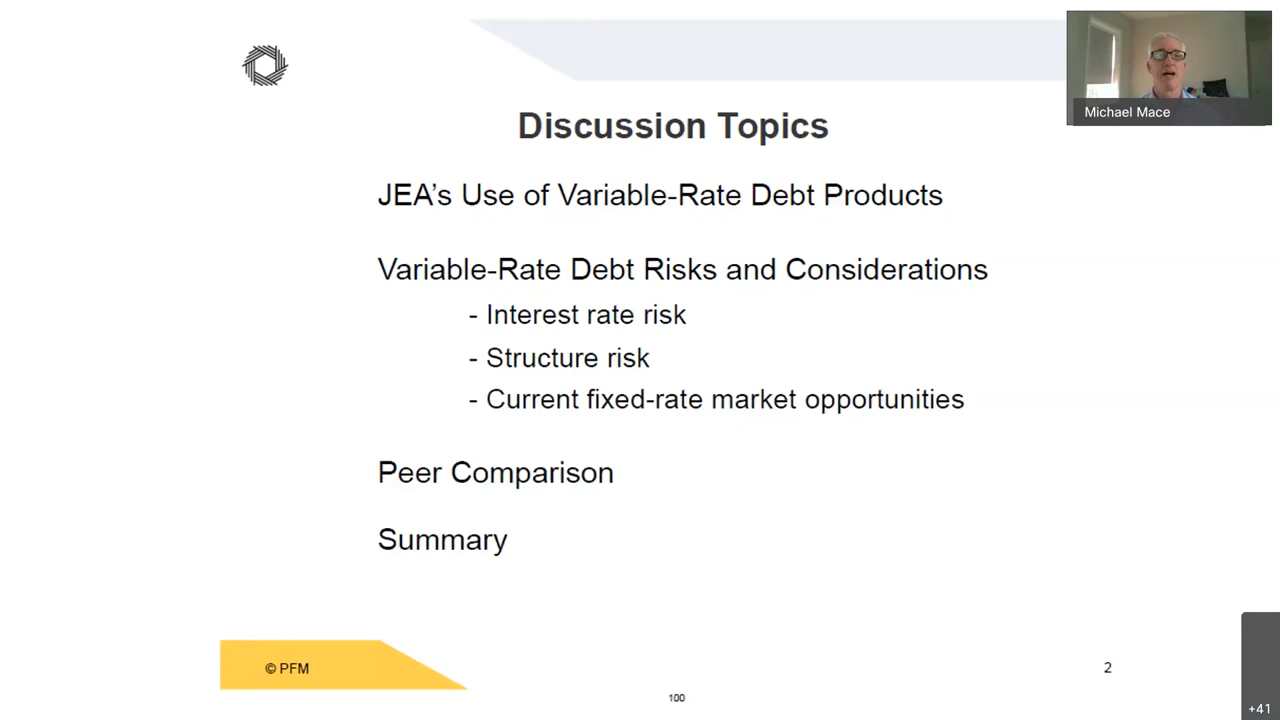 Michael Mace
Discussion Topics
JEA's Use of Variable-Rate Debt Products
Variable-Rate Debt Risks and Considerations
- Interest rate risk
- Structure risk
- Current fixed-rate market opportunities
Peer Comparison
Summary
© PFM
2
100
+41